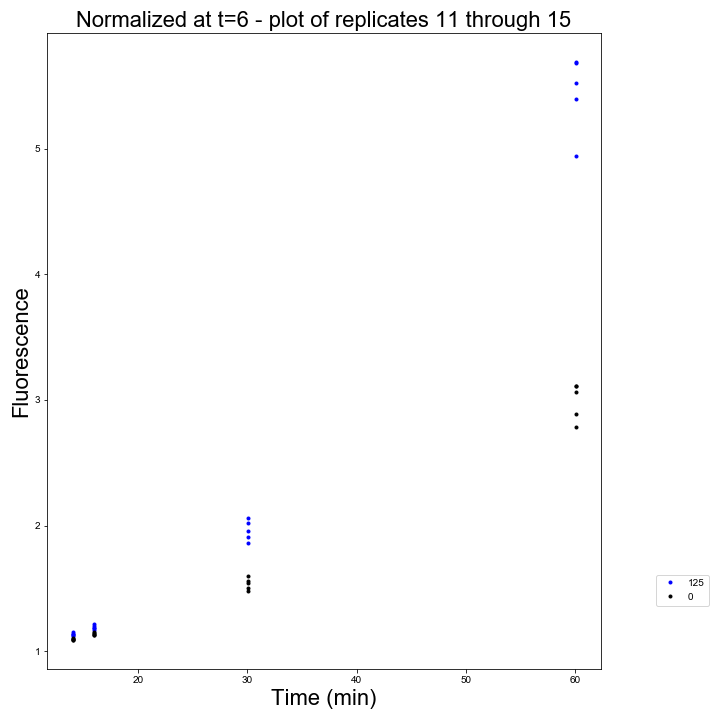 Normalized at t=6 - plot of replicates 11 through 15
Fluorescence
5
4
3
2
1
20 30 40 50 60
Time (min)
125
0